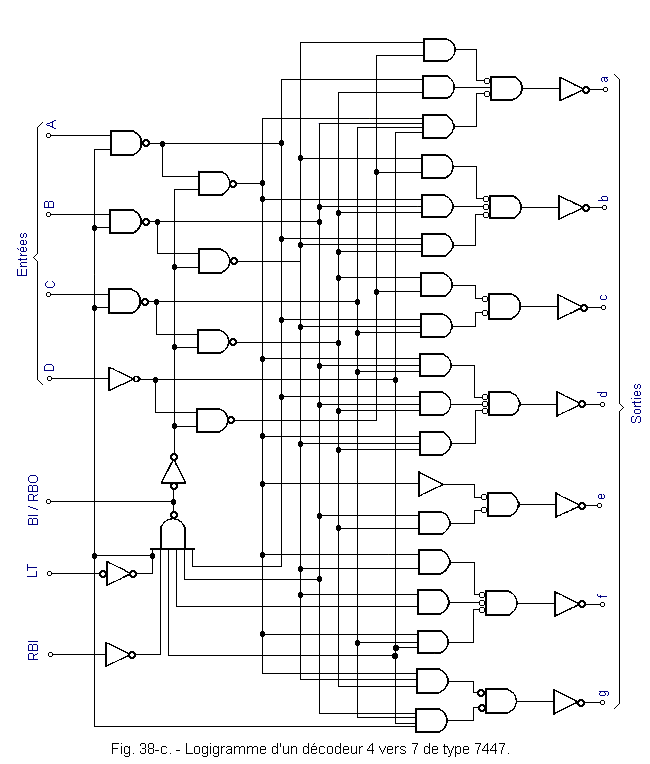 Entrées
A
B
C
D
BI / RBO
LT
RBI
a
b
c
d
e
f
g
Sorties
Fig. 38-c. - Logigramme d'un décodeur 4 vers 7 de type 7447.